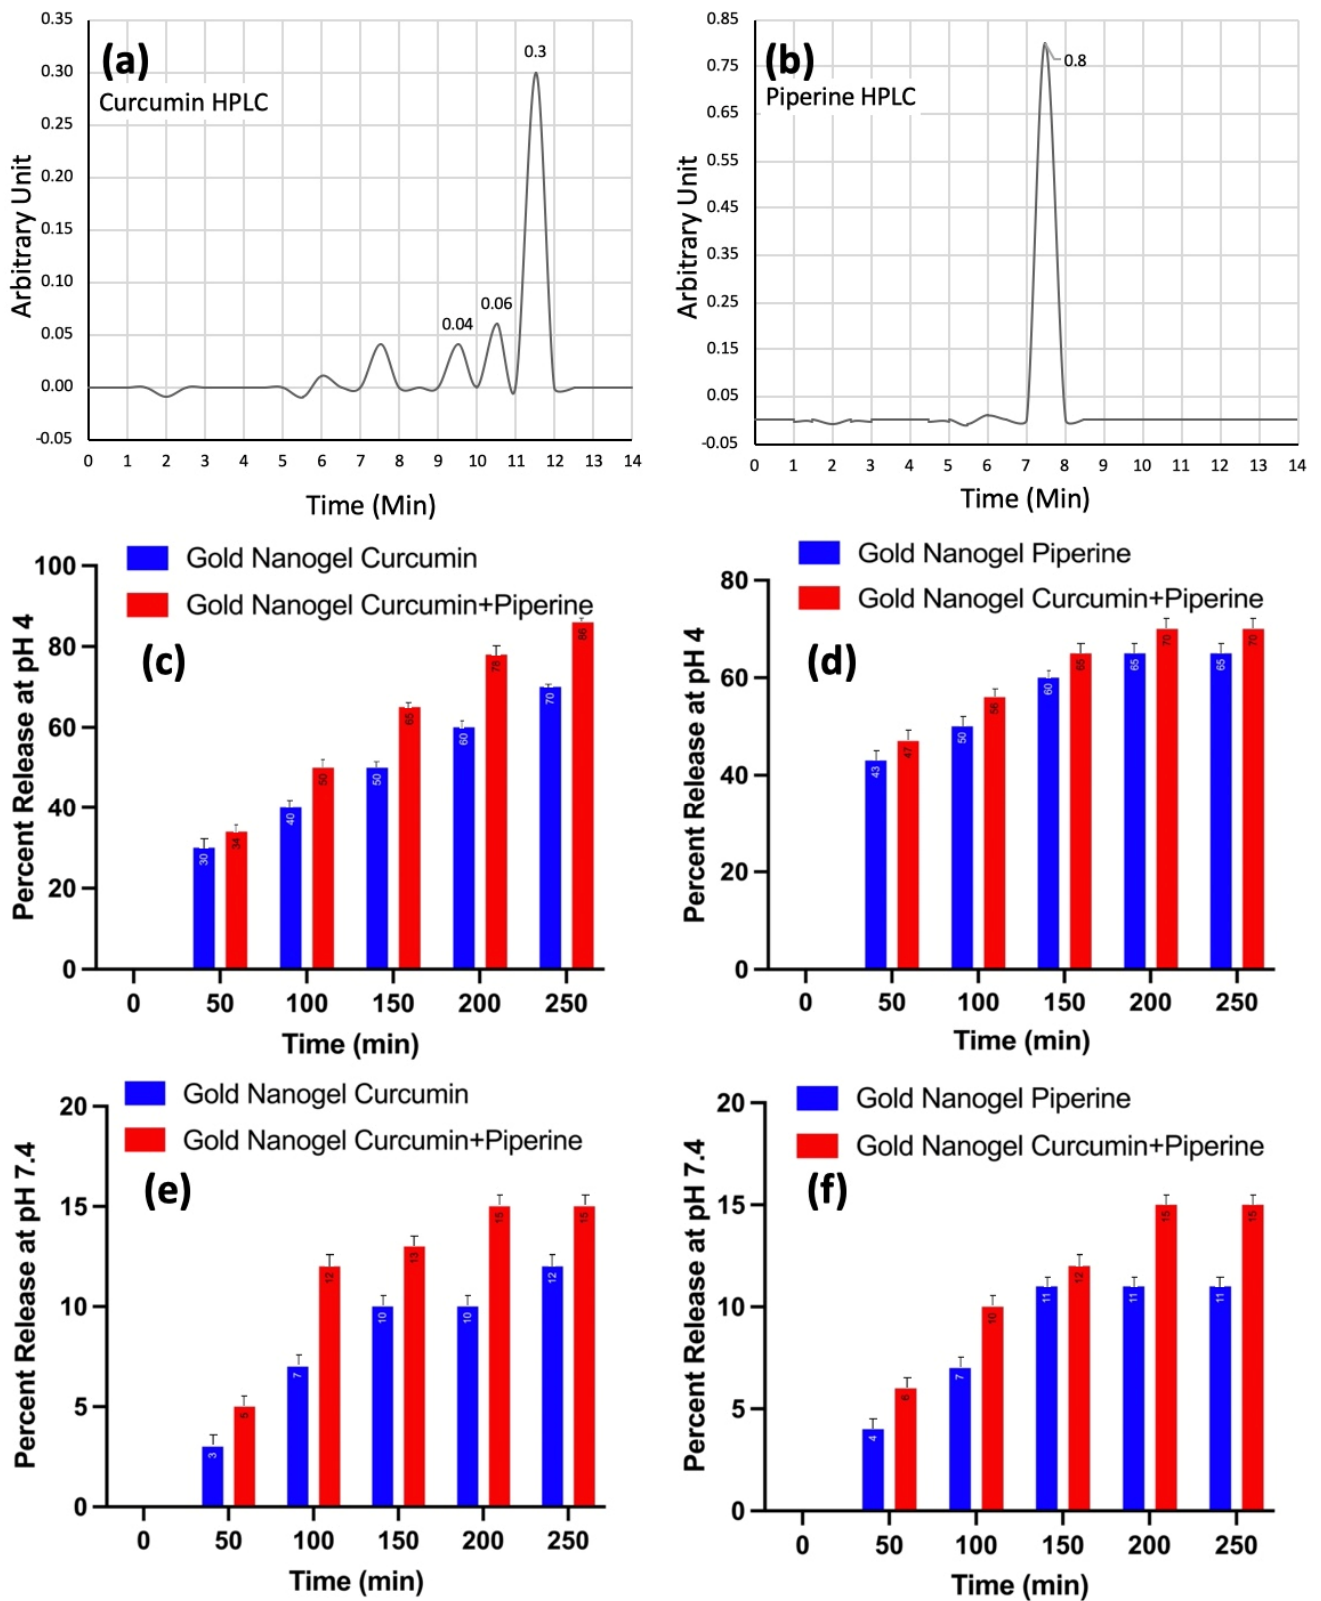 (a)
Curcumin HPLC
0.3
0.04
0.06
0.35
0.30
0.25
0.20
0.15
0.10
0.05
0.00
-0.05
Arbitrary Unit
0 1 2 3 4 5 6 7 8 9 10 11 12 13 14
Time (Min)
(b)
Piperine HPLC
0.8
0.85
0.75
0.65
0.55
0.45
0.35
0.25
0.15
0.05
-0.05
Arbitrary Unit
0 1 2 3 4 5 6 7 8 9 10 11 12 13 14
Time (Min)
Gold Nanogel Curcumin
Gold Nanogel Curcumin+Piperine
(c)
Percent Release at pH 4
100
80
60
40
20
0
30 34 40 50 50 65 60 78 70 86
0 50 100 150 200 250
Time (min)
Gold Nanogel Piperine
Gold Nanogel Curcumin+Piperine
(d)
Percent Release at pH 4
80
60
40
20
0
43 47 50 56 60 65 65 70 65 70
0 50 100 150 200 250
Time (min)
Gold Nanogel Curcumin
Gold Nanogel Curcumin+Piperine
(e)
Percent Release at pH 7.4
20
15
10
5
0
3 5 7 12 10 13 10 15 12 15
0 50 100 150 200 250
Time (min)
Gold Nanogel Piperine
Gold Nanogel Curcumin+Piperine
(f)
Percent Release at pH 7.4
20
15
10
5
0
4 6 7 10 11 12 11 15 11 15
0 50 100 150 200 250
Time (min)